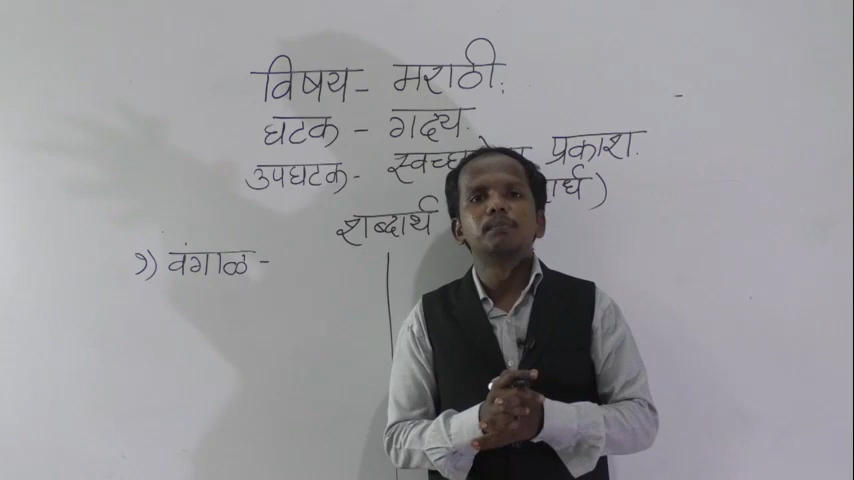 विषय - मराठी.
घटक - गद्य.
उपघटक - प्रकाश.
शब्दार्थ
१) वंगाळ -